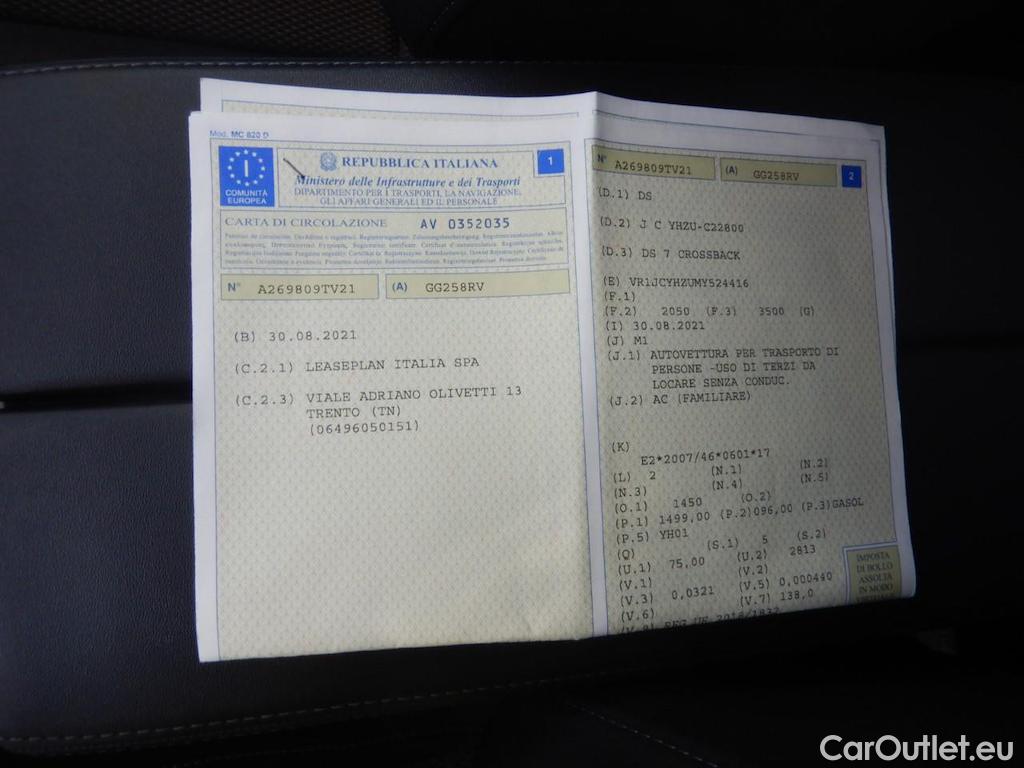 Mod. MC 820 D
I
COMUNITÀ
EUROPEA
REPUBBLICA ITALIANA
Ministero delle Infrastrutture e dei Trasporti
DIPARTIMENTO PER I TRASPORTI, LA NAVIGAZIONE,
GLI AFFARI GENERALI ED IL PERSONALE
1
CARTA DI CIRCOLAZIONE AV 0352035
N° A269809TV21 (A) GG258RV
(B) 30.08.2021
(C.2.1) LEASEPLAN ITALIA SPA
(C.2.3) VIALE ADRIANO OLIVETTI 13
TRENTO (TN)
(06496050151)
N° A269809TV21 (A) GG258RV 2
(D.1) DS
(D.2) J C YHZU-C22800
(D.3) DS 7 CROSSBACK
(E) VR1JCYHZUMY524416
(F.1)
(F.2) 2050 (F.3) 3500 (G)
(I) 30.08.2021
(J) M1
(J.1) AUTOVETTURA PER TRASPORTO DI
PERSONE -USO DI TERZI DA
LOCARE SENZA CONDUC.
(J.2) AC (FAMILIARE)
(K)
E2*2007/46*0601*17
(L) 2 (N.1) (N.2)
(N.3) (N.4) (N.5)
(O.1) 1450 (O.2)
(P.1) 1499,00 (P.2)096,00 (P.3)GASOL
(P.5) YH01
(Q) (S.1) 5 (S.2)
(U.1) 75,00 (U.2) 2813
(V.1) (V.2)
(V.3) 0,0321 (V.5) 0,000440
(V.6) (V.7) 138,0
REG UE 2018/1832
IMPOSTA
DI BOLLO
ASSOLTA
IN MODO
CarOutlet.eu